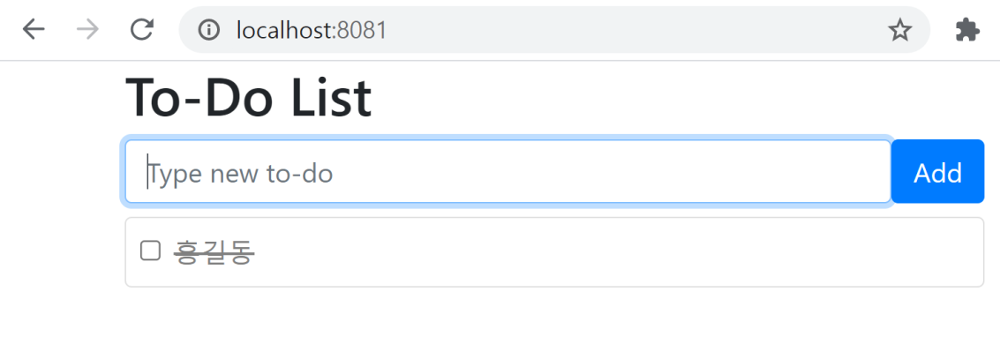 localhost:8081
To-Do List
Type new to-do
Add
홍길동